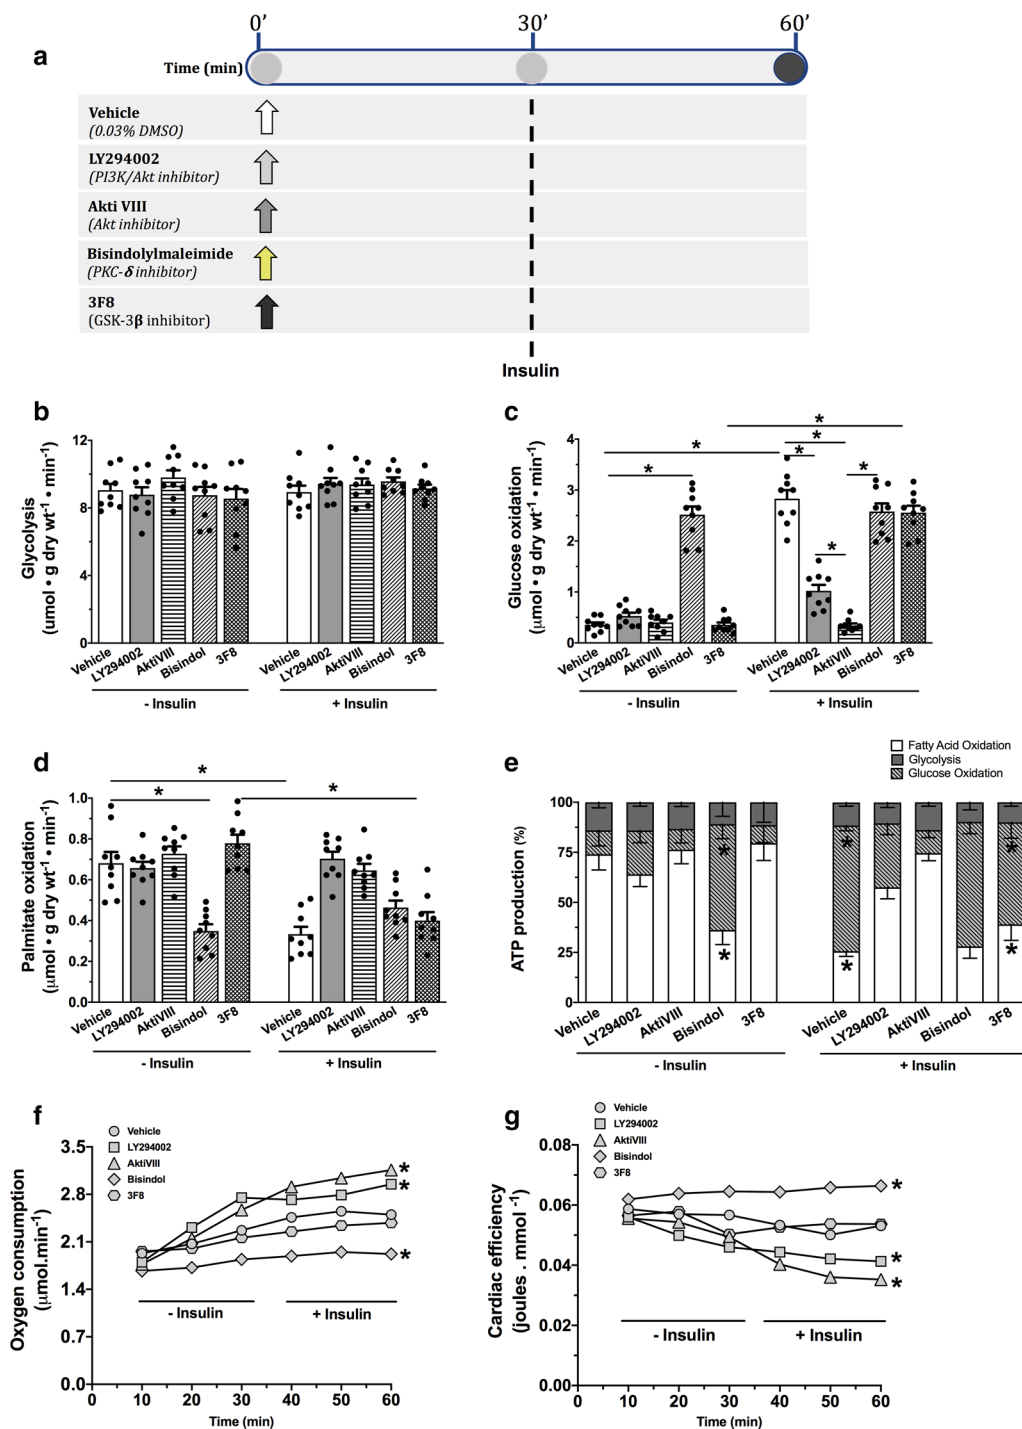 0’ 30’ 60’
a
Time (min)
Vehicle
(0.03% DMSO)
LY294002
(PI3K/Akt inhibitor)
Akti VIII
(Akt inhibitor)
Bisindolylmaleimide
(PKC-δ inhibitor)
3F8
(GSK-3β inhibitor)
Insulin
b
Glycolysis
(umol • g dry wt⁻¹ • min⁻¹)
12
8
4
0
Vehicle LY294002 AktiVIII Bisindol 3F8 Vehicle LY294002 AktiVIII Bisindol 3F8
- Insulin + Insulin
c
Glucose oxidation
(μmol • g dry wt⁻¹ • min⁻¹)
4
3
2
1
0
* * * * * * *
Vehicle LY294002 AktiVIII Bisindol 3F8 Vehicle LY294002 AktiVIII Bisindol 3F8
- Insulin + Insulin
d
Palmitate oxidation
(μmol • g dry wt⁻¹ • min⁻¹)
1.0
0.8
0.6
0.4
0.2
0.0
* * *
Vehicle LY294002 AktiVIII Bisindol 3F8 Vehicle LY294002 AktiVIII Bisindol 3F8
- Insulin + Insulin
e
Fatty Acid Oxidation
Glycolysis
Glucose Oxidation
ATP production (%)
100
75
50
25
0
* * *
* * *
Vehicle LY294002 AktiVIII Bisindol 3F8 Vehicle LY294002 AktiVIII Bisindol 3F8
- Insulin + Insulin
f
Vehicle
LY294002
AktiVIII
Bisindol
3F8
Oxygen consumption
(μmol.min⁻¹)
3.5
2.8
2.1
1.4
0.7
0.0
*
*
*
- Insulin + Insulin
0 10 20 30 40 50 60
Time (min)
g
Vehicle
LY294002
AktiVIII
Bisindol
3F8
Cardiac efficiency
(joules . mmol ⁻¹)
0.08
0.06
0.04
0.02
0.00
*
*
*
- Insulin + Insulin
0 10 20 30 40 50 60
Time (min)